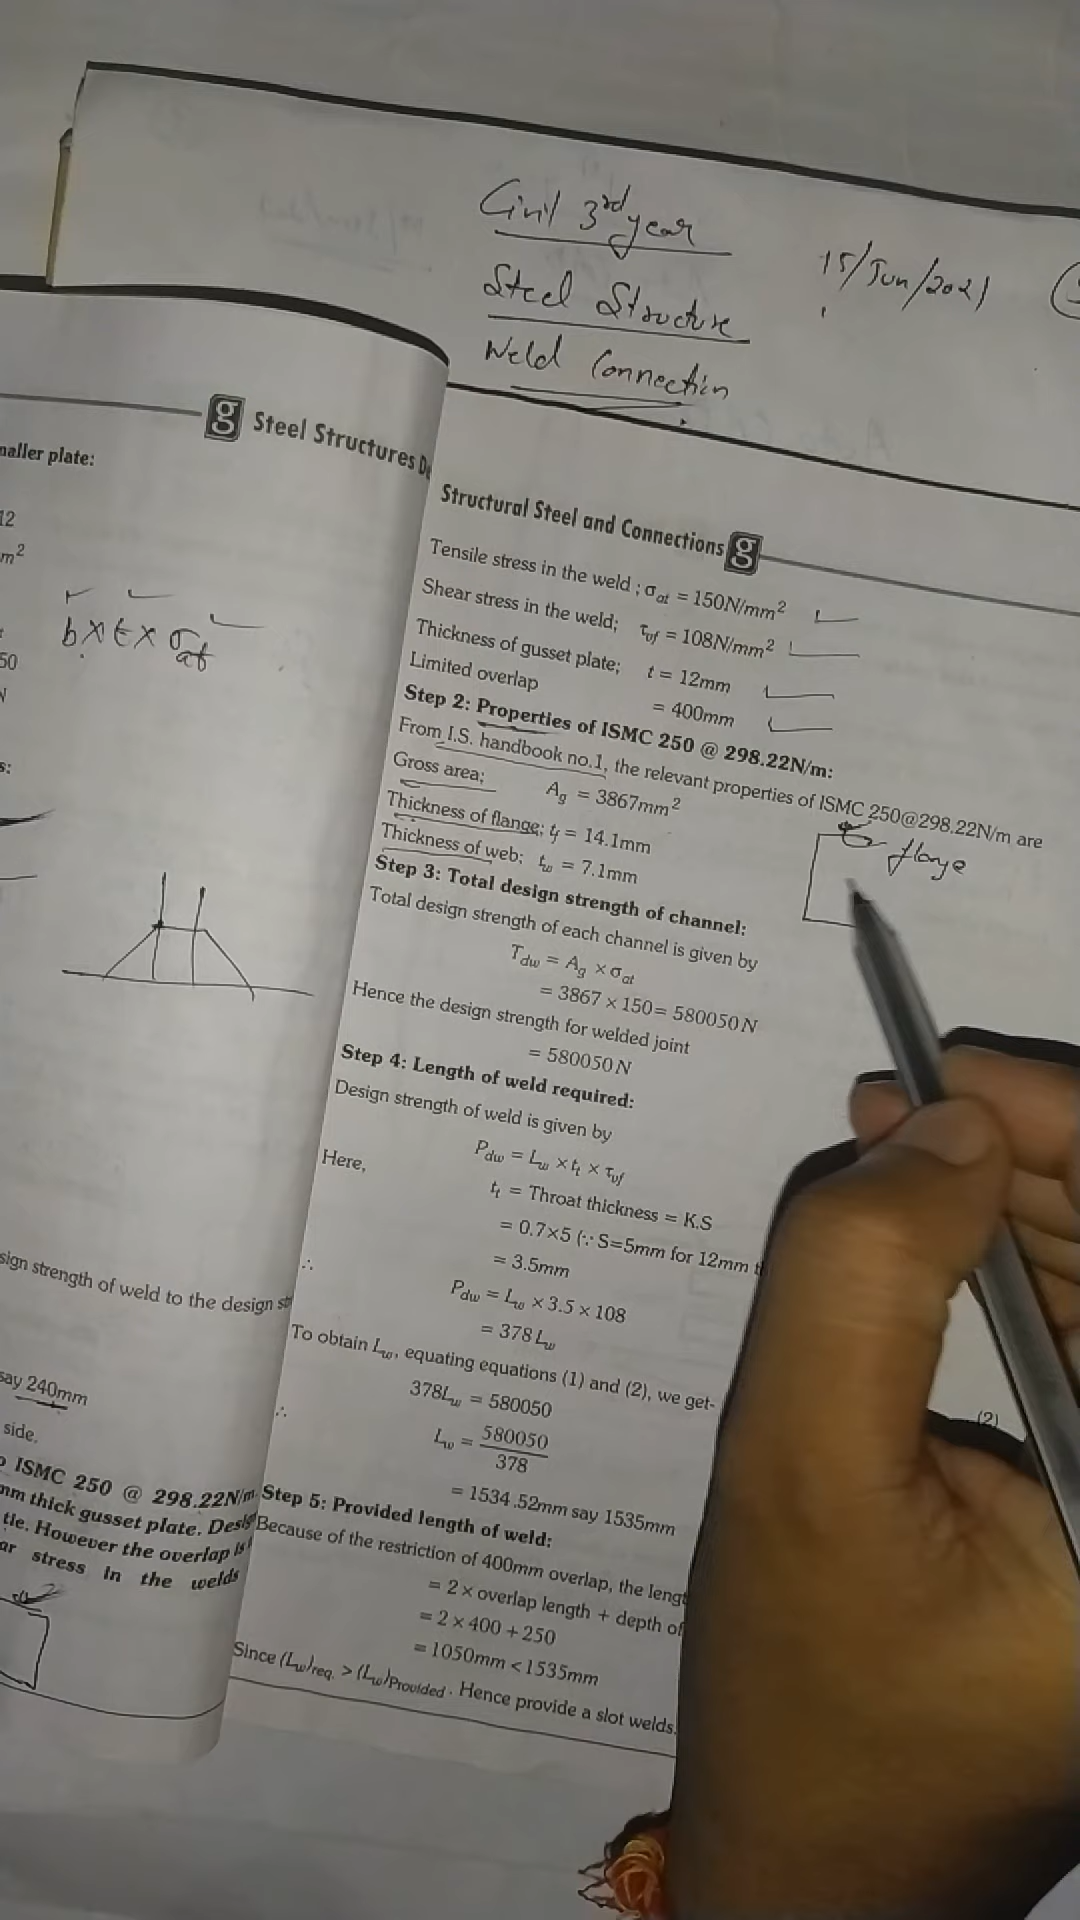 Civil 3rd year
15/Jun/2021
Steel Structure
Weld Connection
g Steel Structures
maller plate:
12
m²
b×t×σat
50
N
s:
sign strength of weld to the design
say 240mm
side.
ISMC 250 @ 298.22N/m
mm thick gusset plate.
tie. However the overlap is
ar stress in the welds
Structural Steel and Connections g
Tensile stress in the weld ; σat = 150N/mm²
Shear stress in the weld; τvf = 108N/mm²
Thickness of gusset plate; t = 12mm
Limited overlap = 400mm
Step 2: Properties of ISMC 250 @ 298.22N/m:
From I.S. handbook no.1, the relevant properties of ISMC 250@298.22N/m are
Gross area; Ag = 3867mm²
Thickness of flange; tf = 14.1mm
flange
Thickness of web; tw = 7.1mm
Step 3: Total design strength of channel:
Total design strength of each channel is given by
Tdw = Ag × σat
= 3867 × 150 = 580050 N
Hence the design strength for welded joint
= 580050 N
Step 4: Length of weld required:
Design strength of weld is given by
Pdw = Lw × tt × τvf
Here,
tt = Throat thickness = K.S
= 0.7×5 (∵ S=5mm for 12mm
= 3.5mm
∴ Pdw = Lw × 3.5 × 108
= 378 Lw
(2)
To obtain Lw, equating equations (1) and (2), we get-
378Lw = 580050
∴ Lw = 580050/378
= 1534.52mm say 1535mm
Step 5: Provided length of weld:
Because of the restriction of 400mm overlap, the
= 2 × overlap length + depth of
= 2 × 400 + 250
= 1050mm < 1535mm
Since (Lw)req. > (Lw)Provided. Hence provide a slot welds.